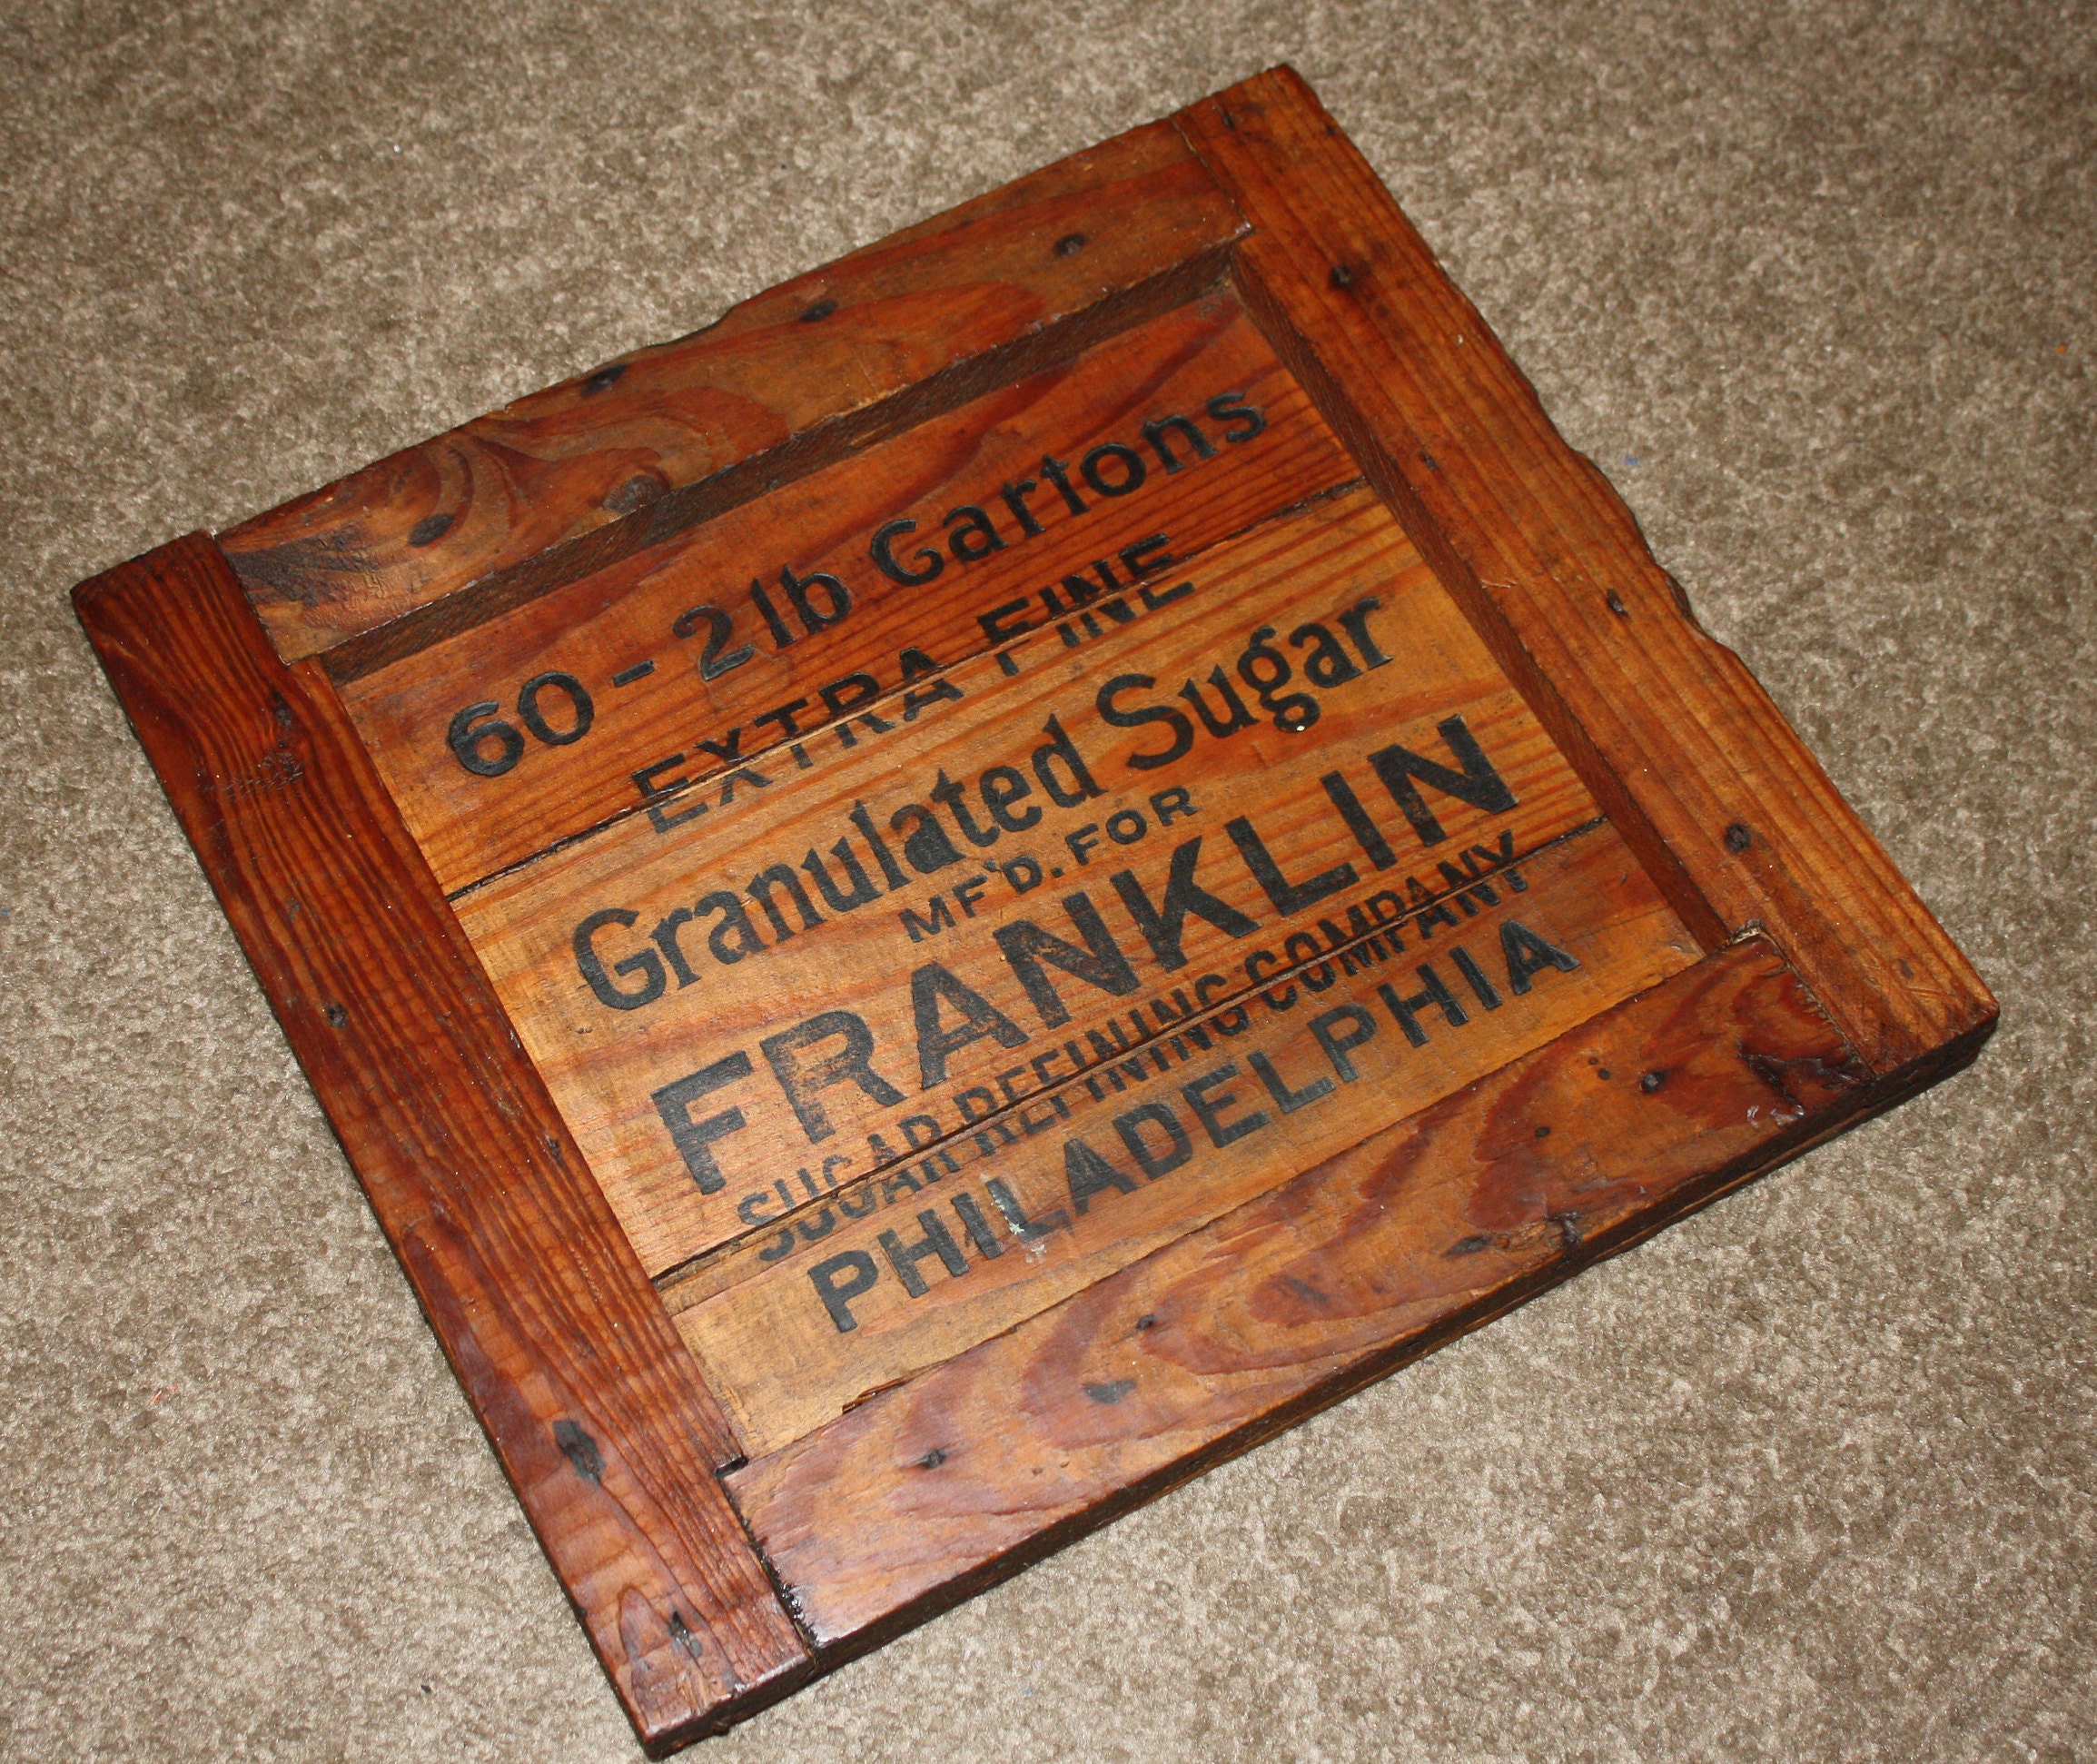 60 - 2lb Cartons
EXTRA FINE
Granulated Sugar
MF'D. FOR
FRANKLIN
SUGAR REFINING COMPANY
PHILADELPHIA